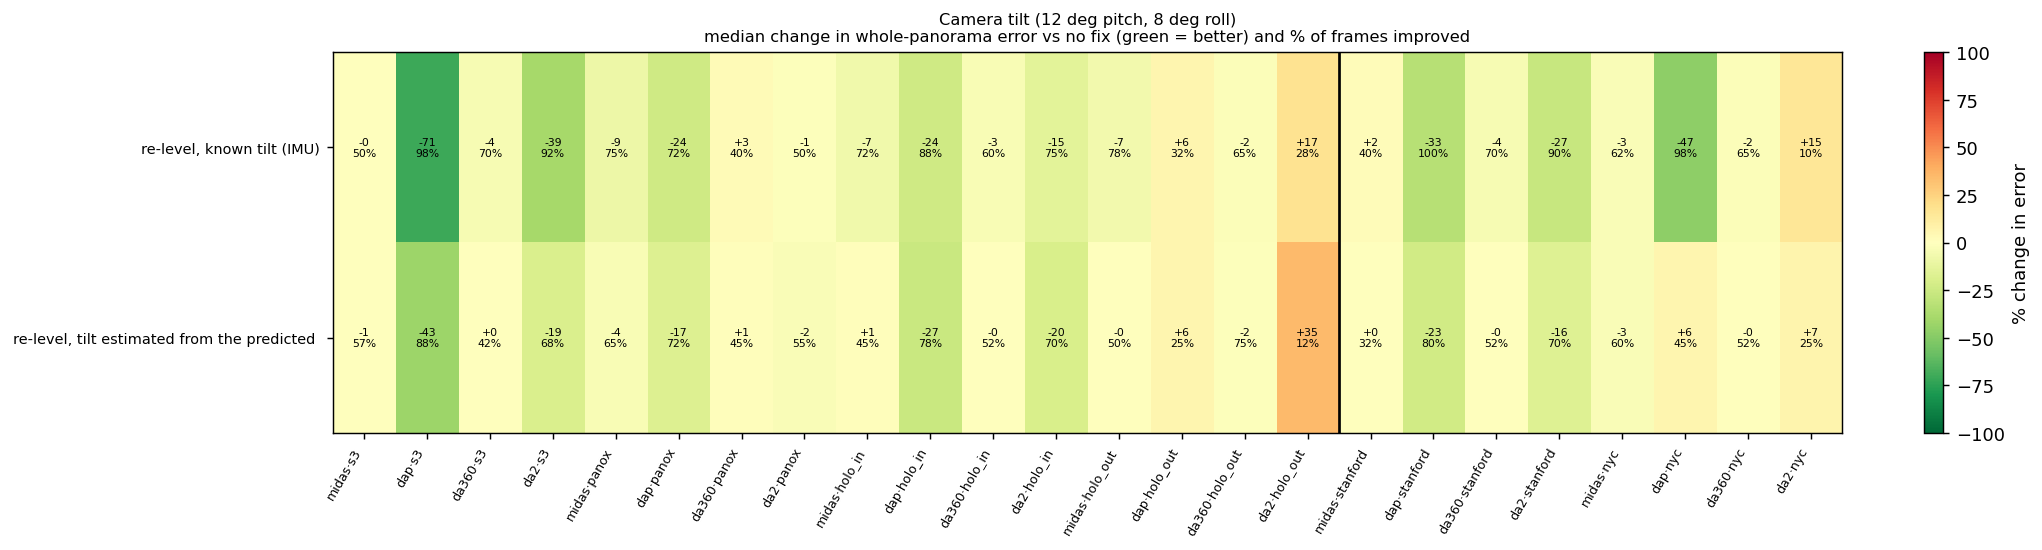 Camera tilt (12 deg pitch, 8 deg roll)
median change in whole-panorama error vs no fix (green = better) and % of frames improved
re-level, known tilt (IMU)
-0 -71 -4 -39 -9 -24 +3 -1 -7 -24 -3 -15 -7 +6 -2 +17 +2 -33 -4 -27 -3 -47 -2 +15
50% 98% 70% 92% 75% 72% 40% 50% 72% 88% 60% 75% 78% 32% 65% 28% 40% 100% 70% 90% 62% 98% 65% 10%
re-level, tilt estimated from the predicted
-1 -43 +0 -19 -4 -17 +1 -2 +1 -27 -0 -20 -0 +6 -2 +35 +0 -23 -0 -16 -3 +6 -0 +7
57% 88% 42% 68% 65% 72% 45% 55% 45% 78% 52% 70% 50% 25% 75% 12% 32% 80% 52% 70% 60% 45% 52% 25%
midas·s3
dap·s3
da360·s3
da2·s3
midas·panox
dap·panox
da360·panox
da2·panox
midas·holo_in
dap·holo_in
da360·holo_in
da2·holo_in
midas·holo_out
dap·holo_out
da360·holo_out
da2·holo_out
midas·stanford
dap·stanford
da360·stanford
da2·stanford
midas·nyc
dap·nyc
da360·nyc
da2·nyc
100
75
50
25
0
−25
−50
−75
−100
% change in error